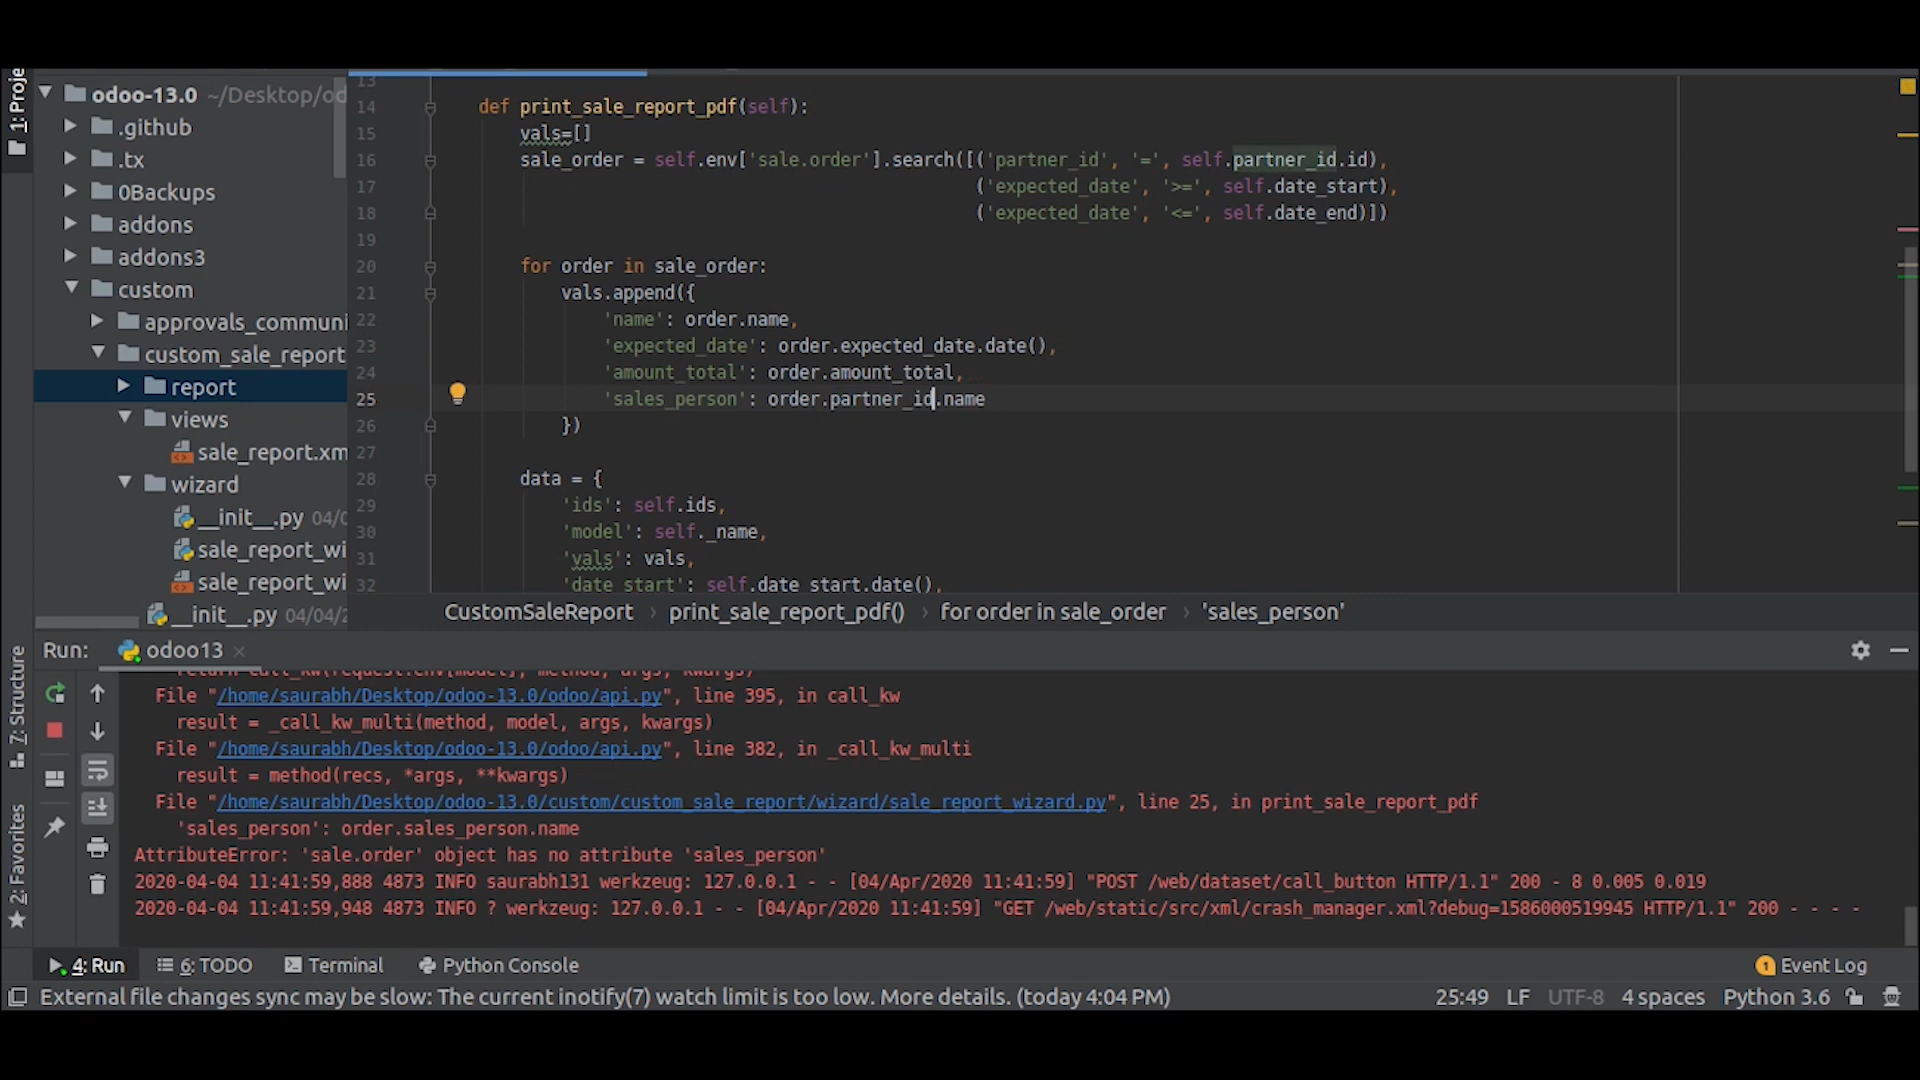 1: Proje
odoo-13.0 ~/Desktop/od
.github
.tx
0Backups
addons
addons3
custom
approvals_communi
custom_sale_report
report
views
sale_report.xm
wizard
__init__.py 04/0
sale_report_wi
sale_report_wi
__init__.py 04/04/2
13
14 def print_sale_report_pdf(self):
15 vals=[]
16 sale_order = self.env['sale.order'].search([('partner_id', '=', self.partner_id.id),
17 ('expected_date', '>=', self.date_start),
18 ('expected_date', '<=', self.date_end)])
19
20 for order in sale_order:
21 vals.append({
22 'name': order.name,
23 'expected_date': order.expected_date.date(),
24 'amount_total': order.amount_total,
25 'sales_person': order.partner_id.name
26 })
27
28 data = {
29 'ids': self.ids,
30 'model': self._name,
31 'vals': vals,
32 'date_start': self.date_start.date(),
CustomSaleReport › print_sale_report_pdf() › for order in sale_order › 'sales_person'
Run: odoo13
return call_kw(request.env[model], method, args, kwargs)
File "/home/saurabh/Desktop/odoo-13.0/odoo/api.py", line 395, in call_kw
result = _call_kw_multi(method, model, args, kwargs)
File "/home/saurabh/Desktop/odoo-13.0/odoo/api.py", line 382, in _call_kw_multi
result = method(recs, *args, **kwargs)
File "/home/saurabh/Desktop/odoo-13.0/custom/custom_sale_report/wizard/sale_report_wizard.py", line 25, in print_sale_report_pdf
'sales_person': order.sales_person.name
AttributeError: 'sale.order' object has no attribute 'sales_person'
2020-04-04 11:41:59,888 4873 INFO saurabh131 werkzeug: 127.0.0.1 - - [04/Apr/2020 11:41:59] "POST /web/dataset/call_button HTTP/1.1" 200 - 8 0.005 0.019
2020-04-04 11:41:59,948 4873 INFO ? werkzeug: 127.0.0.1 - - [04/Apr/2020 11:41:59] "GET /web/static/src/xml/crash_manager.xml?debug=1586000519945 HTTP/1.1" 200 - - - -
7: Structure
2: Favorites
4: Run 6: TODO Terminal Python Console 1 Event Log
External file changes sync may be slow: The current inotify(7) watch limit is too low. More details. (today 4:04 PM) 25:49 LF UTF-8 4 spaces Python 3.6